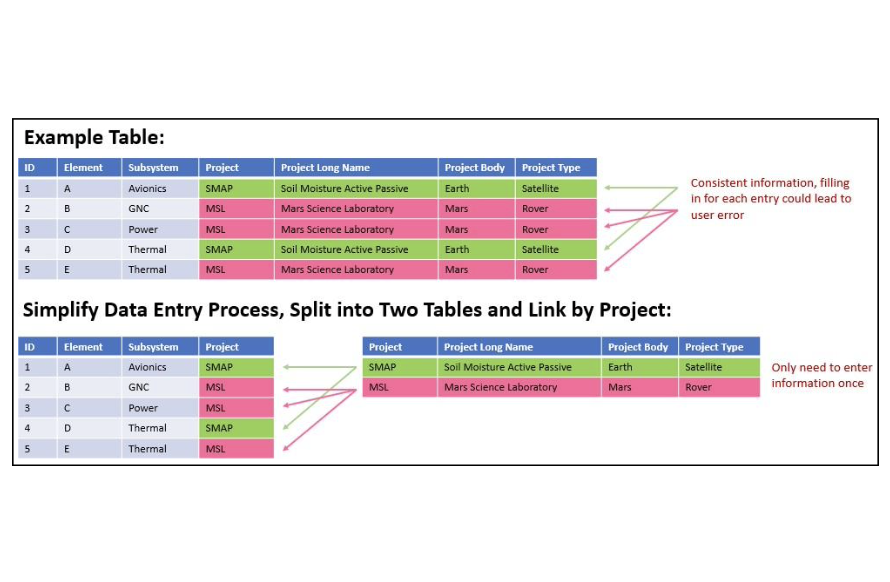 Example Table:
ID Element Subsystem Project Project Long Name Project Body Project Type
1 A Avionics SMAP Soil Moisture Active Passive Earth Satellite
2 B GNC MSL Mars Science Laboratory Mars Rover
3 C Power MSL Mars Science Laboratory Mars Rover
4 D Thermal SMAP Soil Moisture Active Passive Earth Satellite
5 E Thermal MSL Mars Science Laboratory Mars Rover
Consistent information, filling
in for each entry could lead to
user error
Simplify Data Entry Process, Split into Two Tables and Link by Project:
ID Element Subsystem Project
1 A Avionics SMAP
2 B GNC MSL
3 C Power MSL
4 D Thermal SMAP
5 E Thermal MSL
Project Project Long Name Project Body Project Type
SMAP Soil Moisture Active Passive Earth Satellite
MSL Mars Science Laboratory Mars Rover
Only need to enter
information once